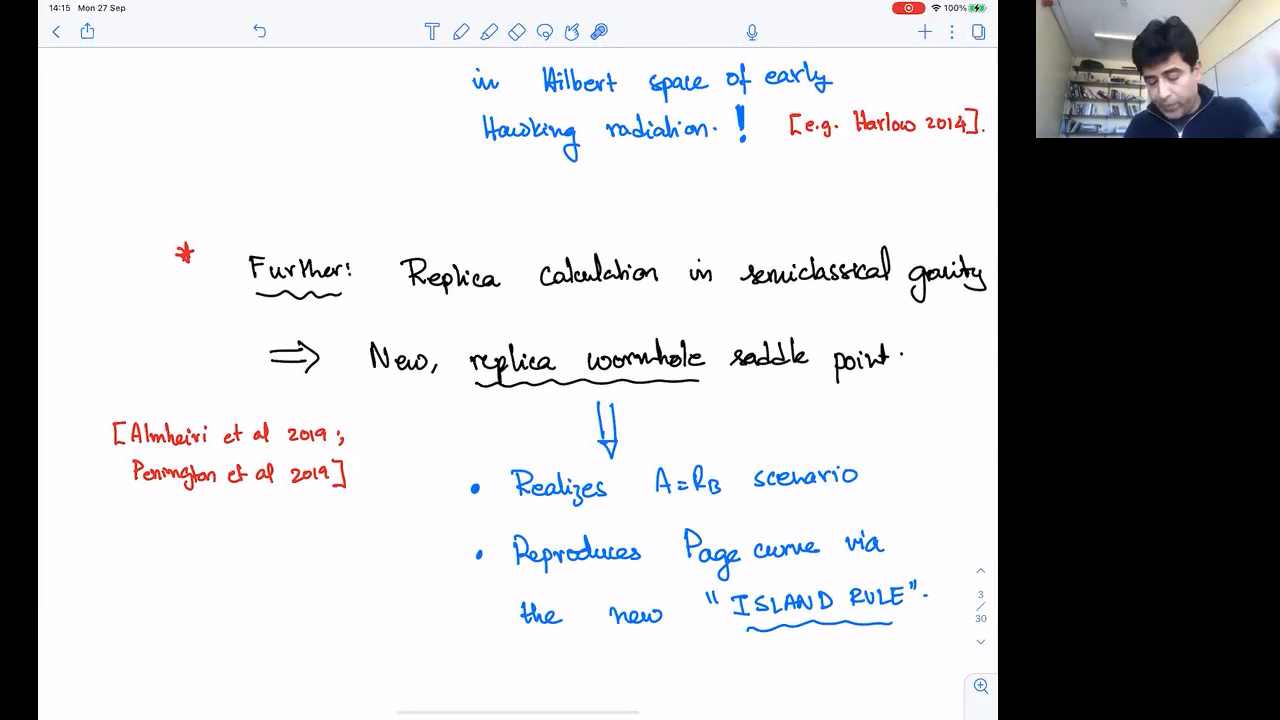 14:15 Mon 27 Sep
100%
in Hilbert space of early
Hawking radiation. ! [e.g. Harlow 2014].
* Further: Replica calculation in semiclassical gavity
⇒ New, replica wormhole saddle point.
⇓
[Almheiri et al 2019;
Penington et al 2019]
• Realizes A=R_B scenario
• Reproduces Page curve via
the new "ISLAND RULE".
3
/
30